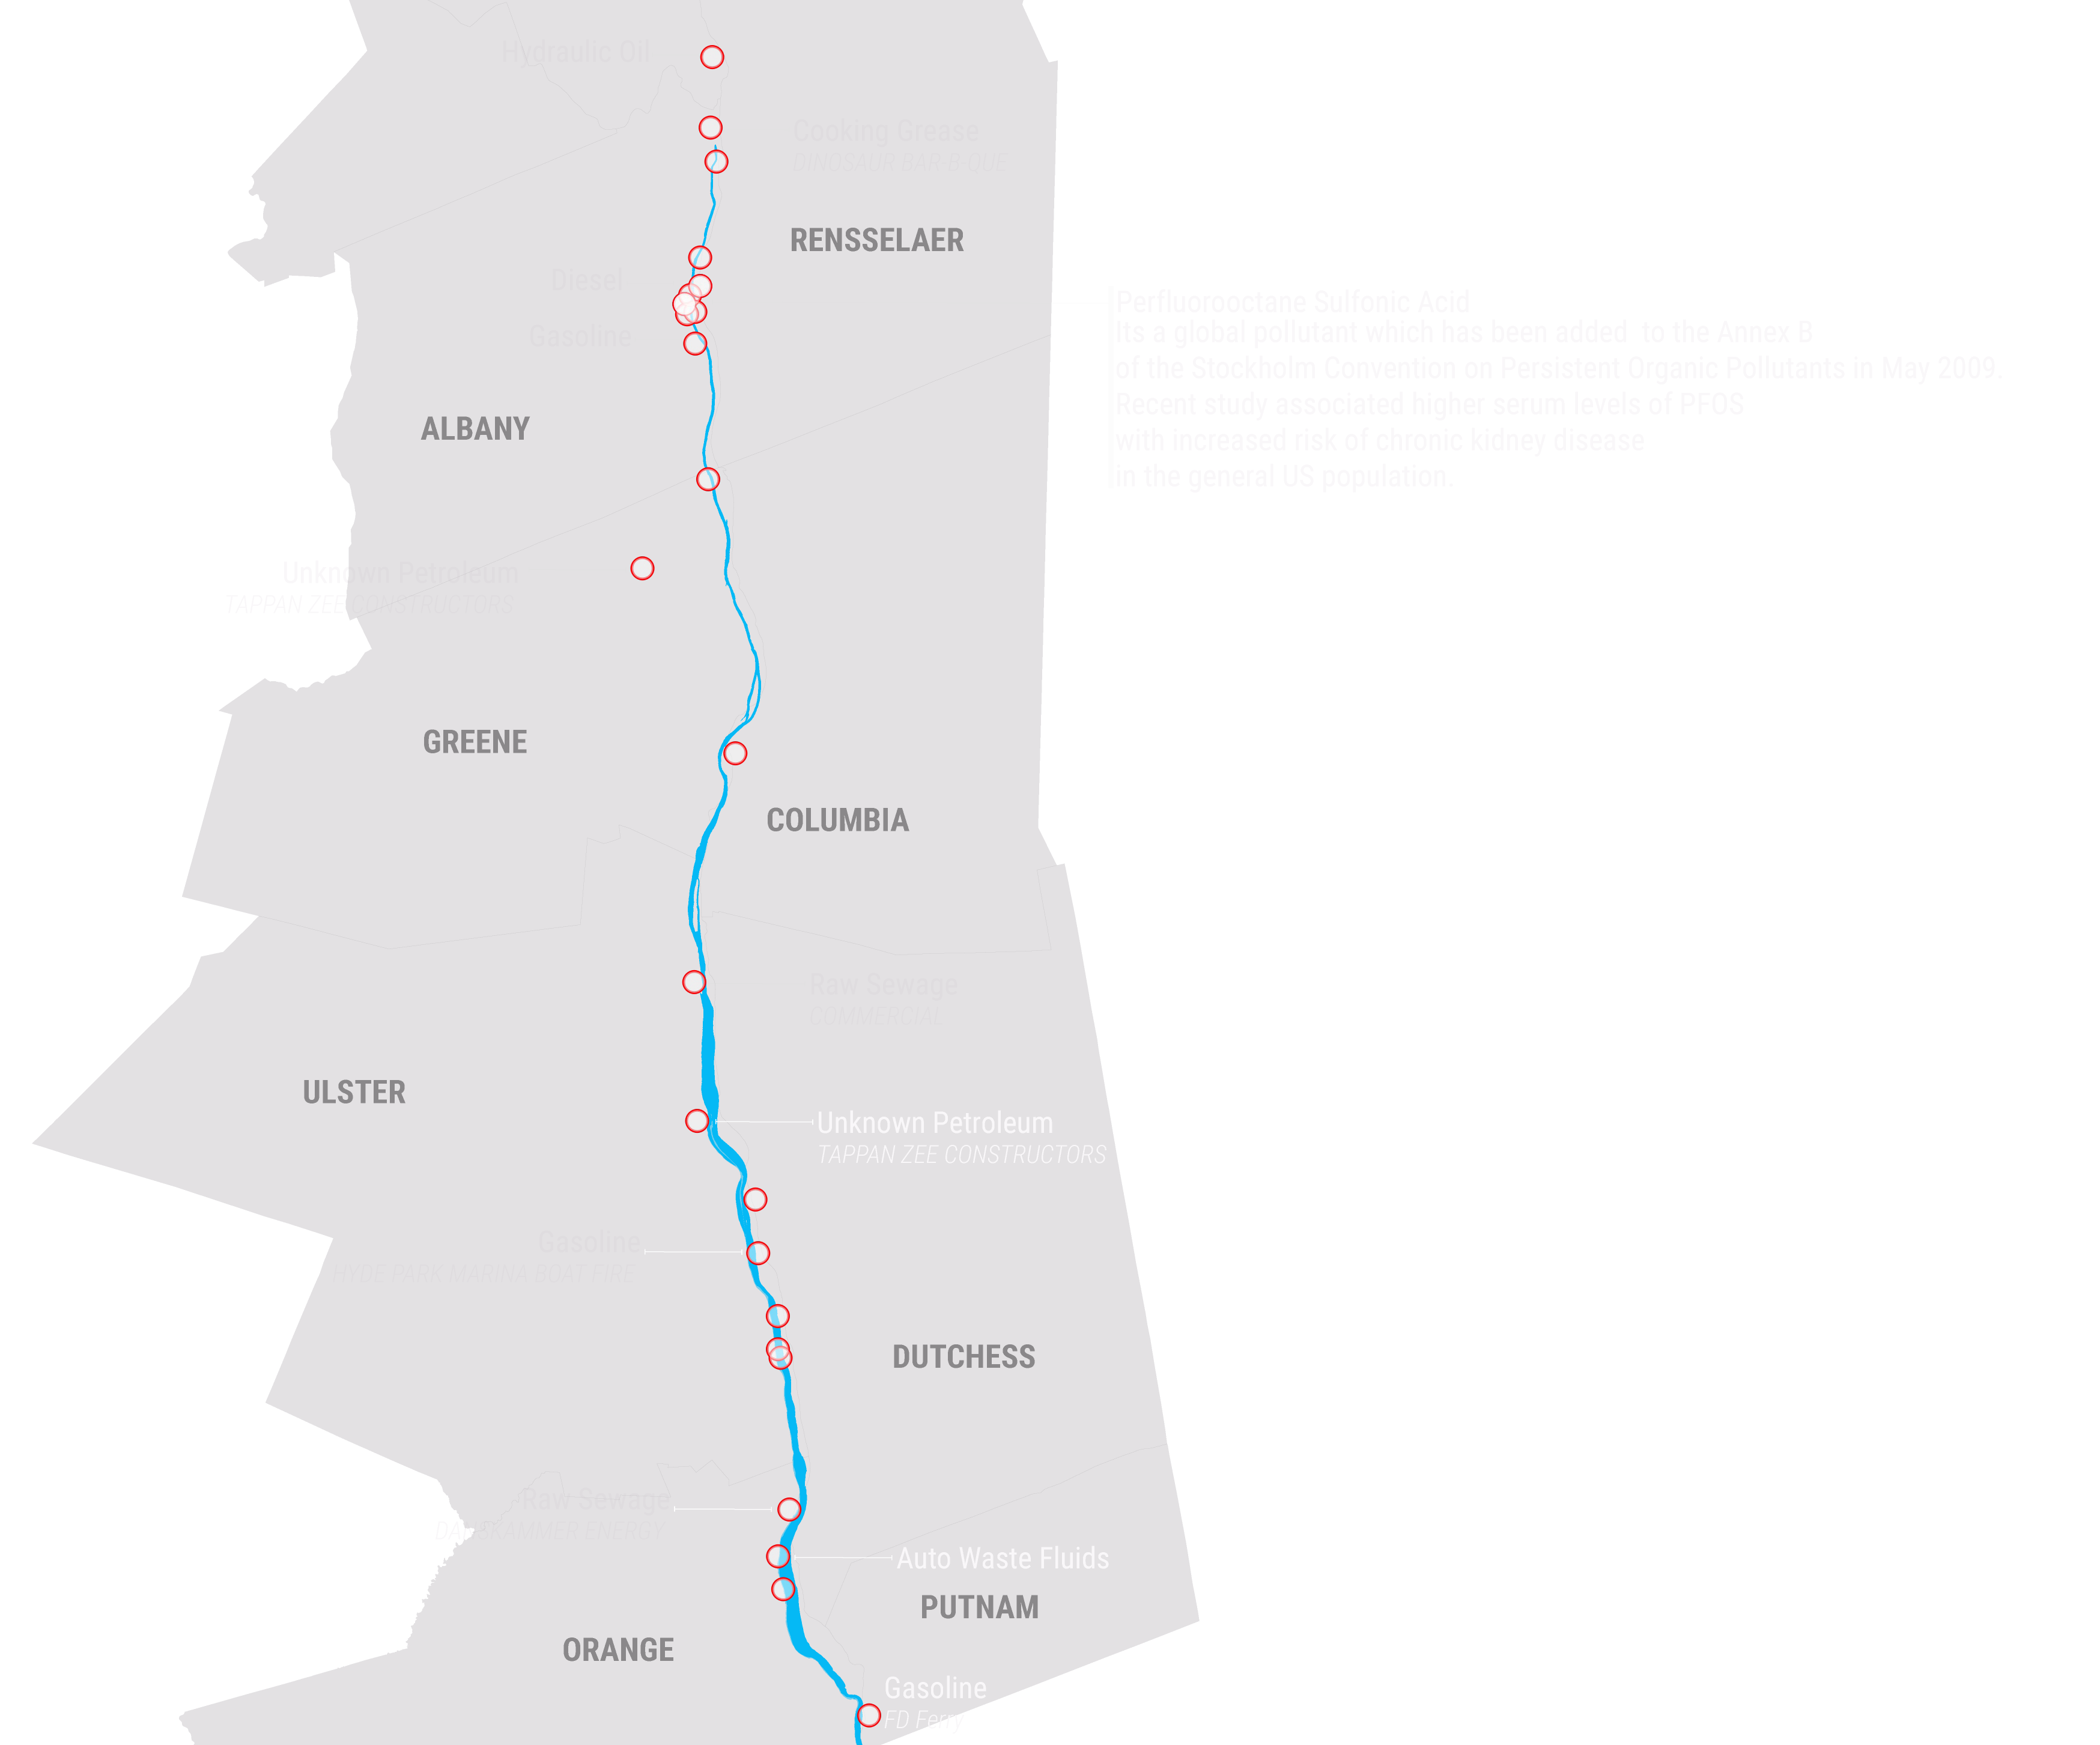 Hydraulic Oil
Cooking Grease
DINOSAUR BAR-B-QUE
RENSSELAER
Diesel
Gasoline
Perfluorooctane Sulfonic Acid
Its a global pollutant which has been added to the Annex B
of the Stockholm Convention on Persistent Organic Pollutants in May 2009.
Recent study associated higher serum levels of PFOS
with increased risk of chronic kidney disease
in the general US population.
ALBANY
Unknown Petroleum
TAPPAN ZEE CONSTRUCTORS
GREENE
COLUMBIA
Raw Sewage
COMMERCIAL
ULSTER
Unknown Petroleum
TAPPAN ZEE CONSTRUCTORS
Gasoline
HYDE PARK MARINA BOAT FIRE
DUTCHESS
Raw Sewage
DANSKAMMER ENERGY
Auto Waste Fluids
PUTNAM
ORANGE
Gasoline
FD Ferry